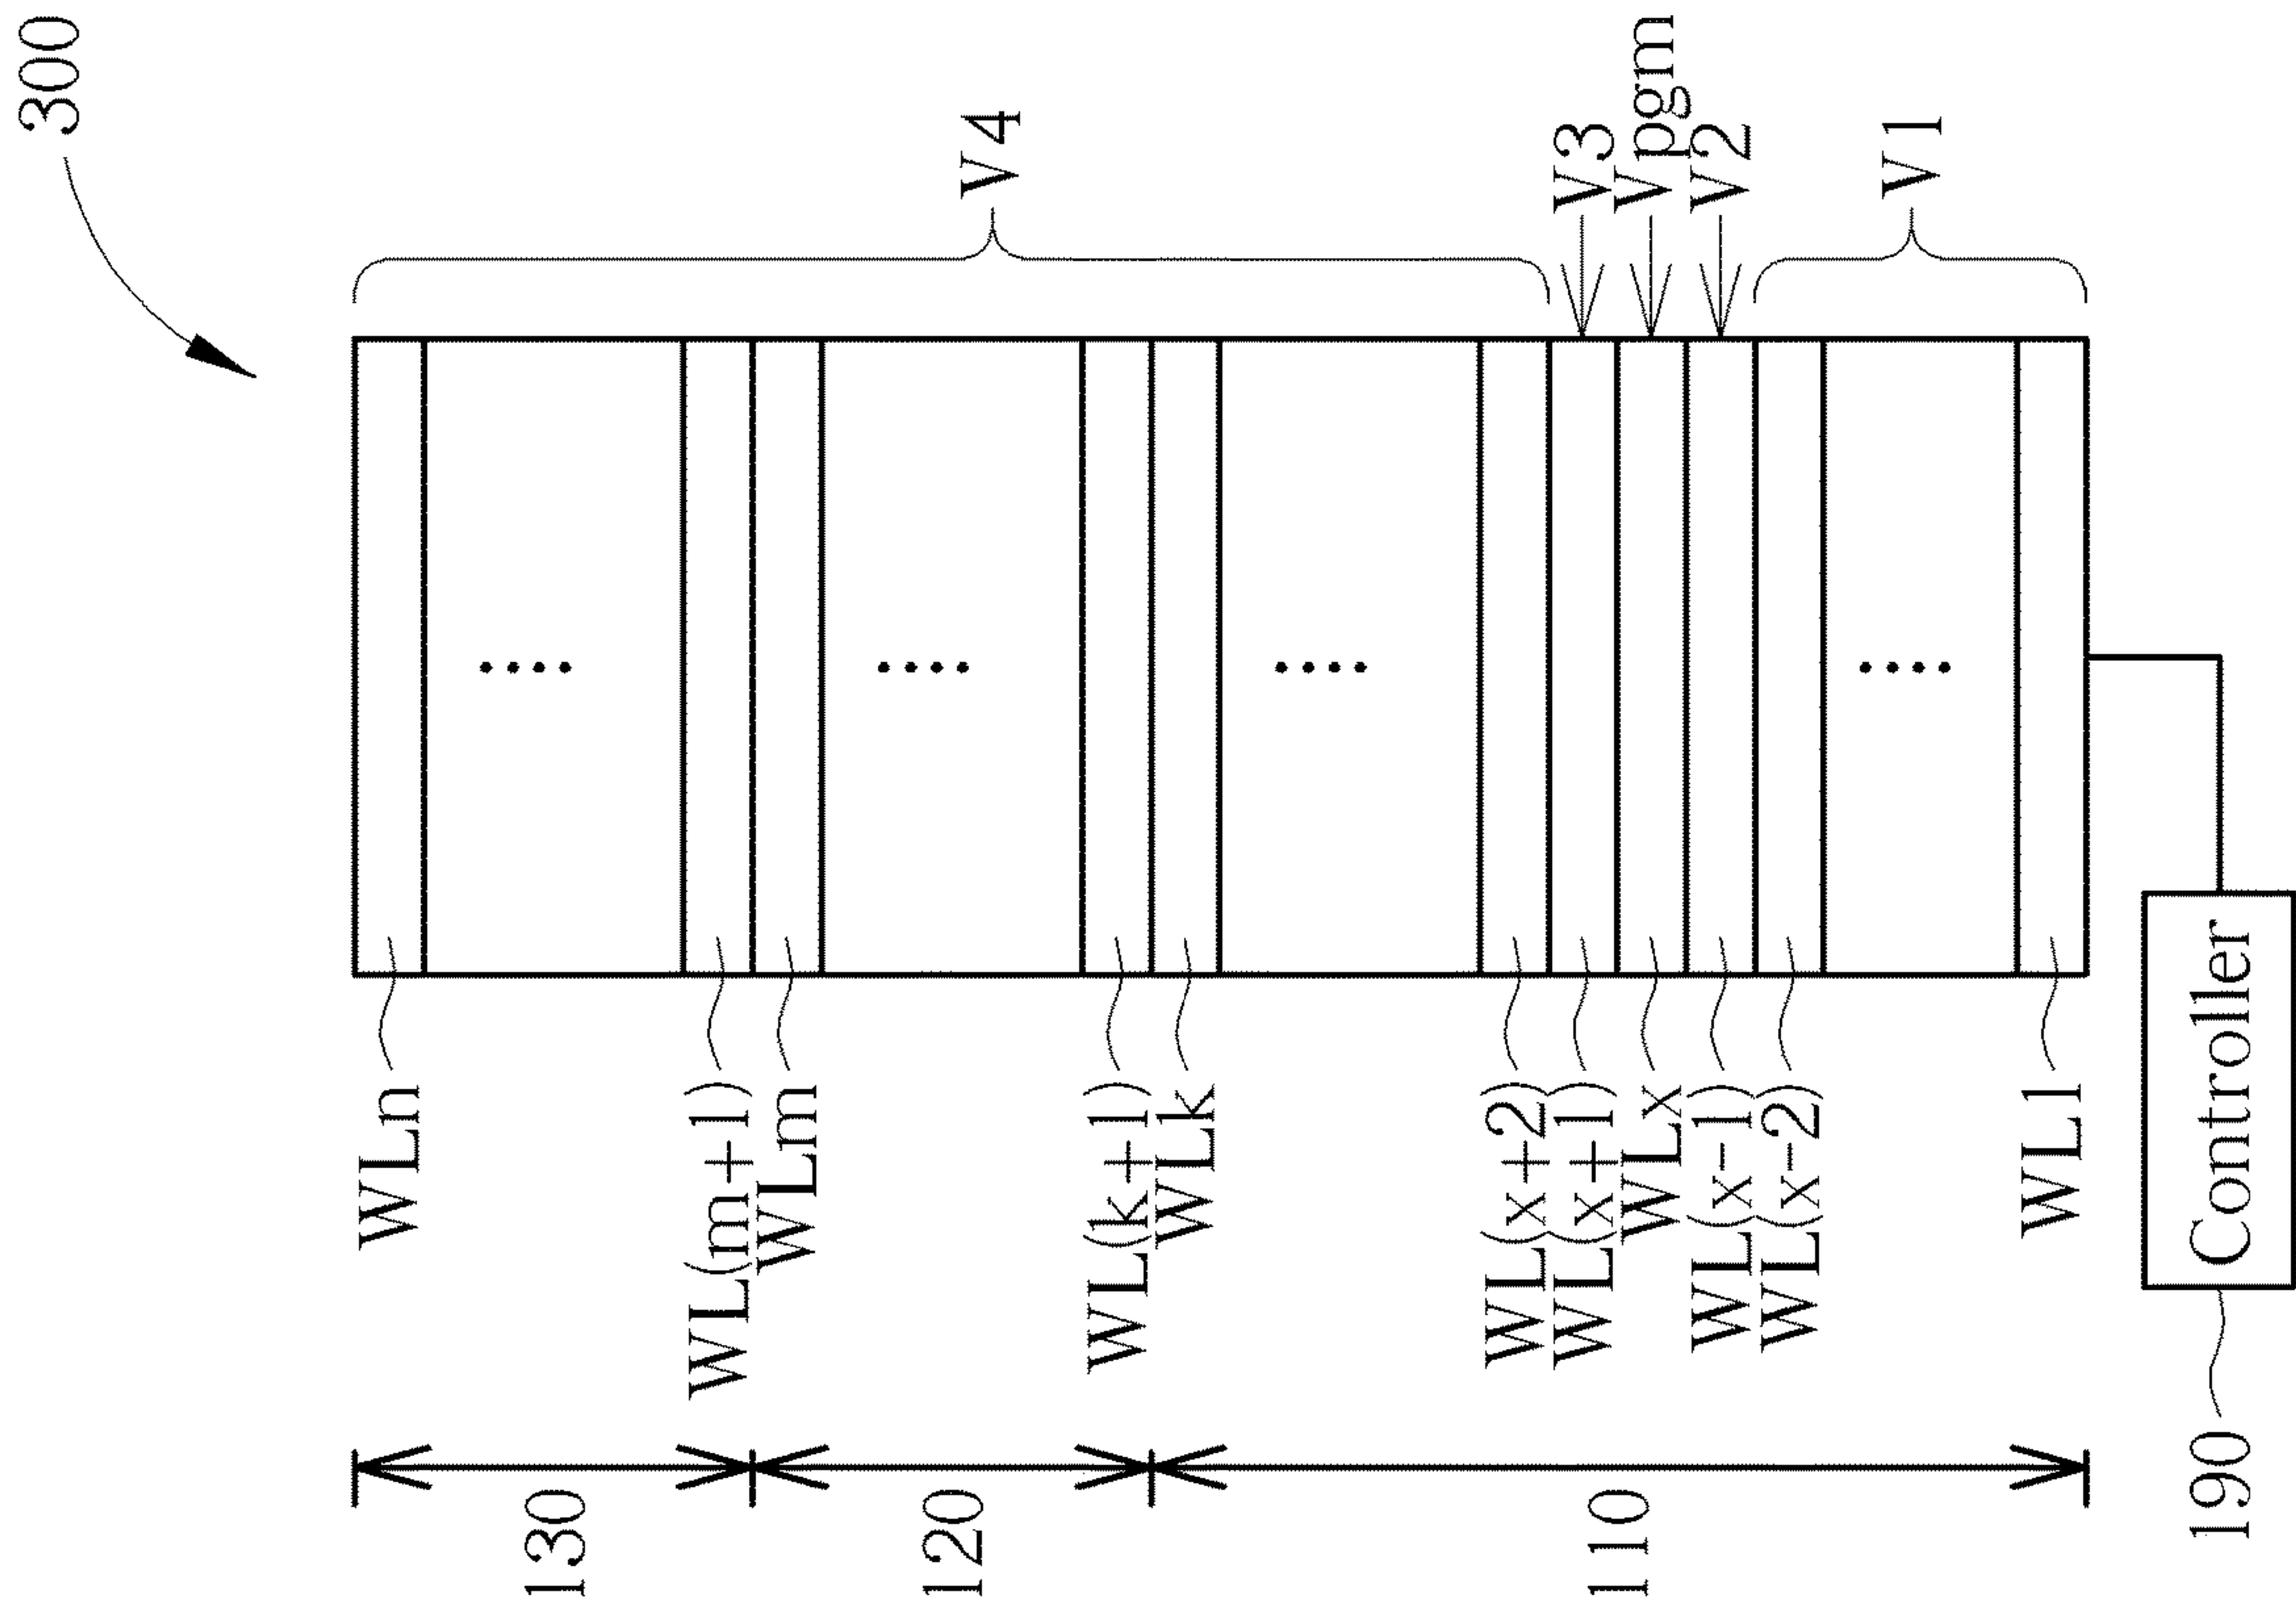 300
WLn
WL(m+1)
WLm
WL(k+1)
WLk
WL(x+2)
WL(x+1)
WLx
WL(x-1)
WL(x-2)
WL1
V4
V3
Vpgm
V2
V1
130
120
110
Controller
190